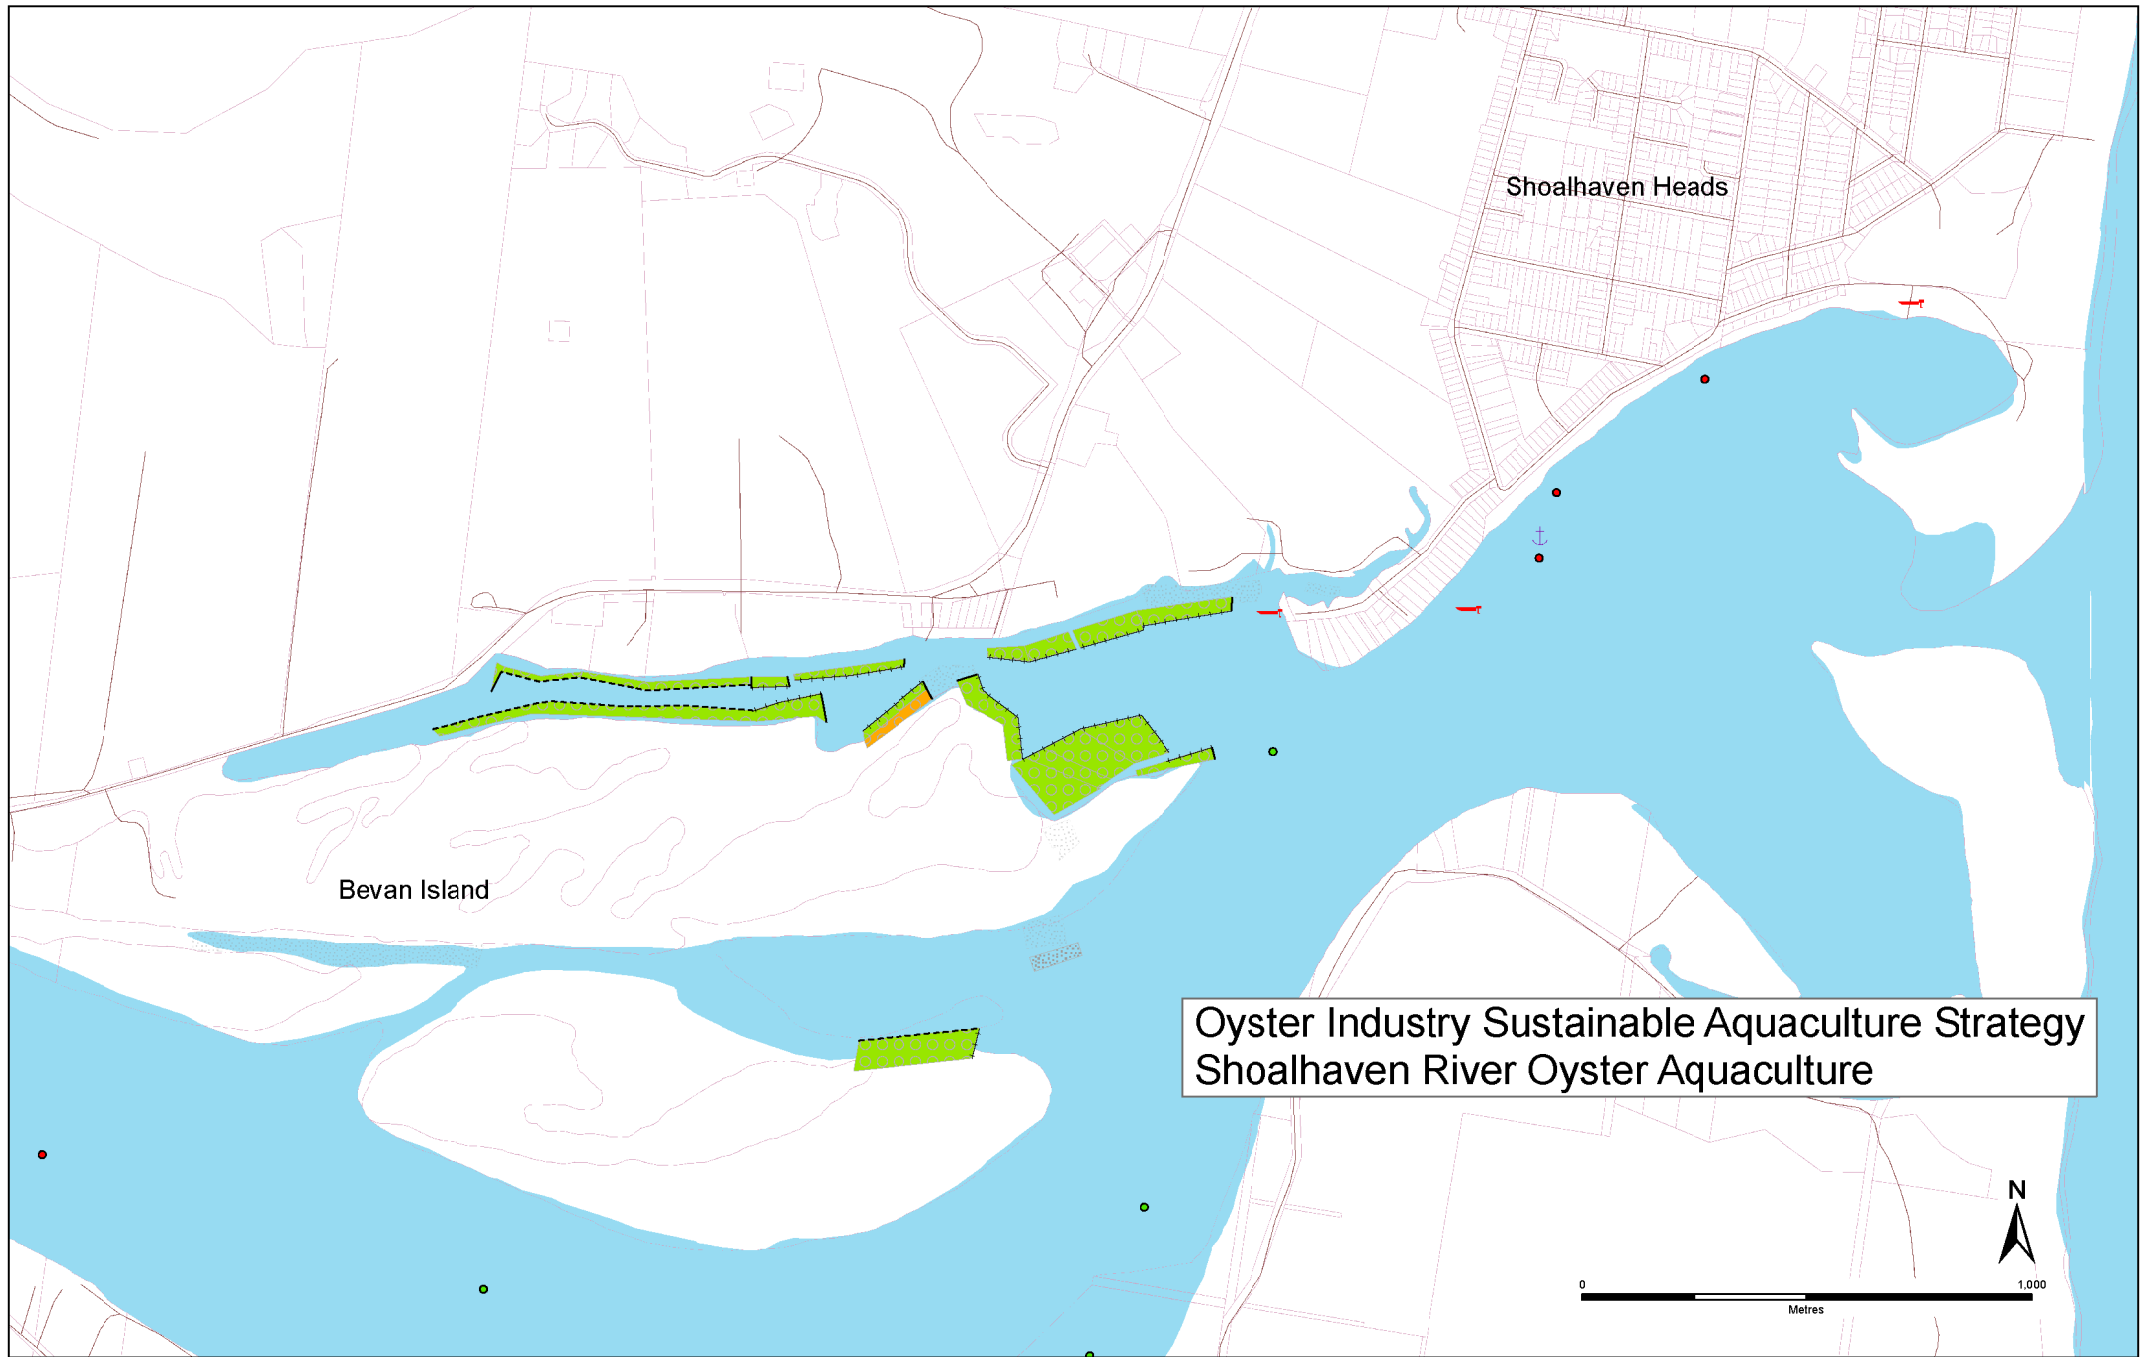 Shoalhaven Heads
Bevan Island
Oyster Industry Sustainable Aquaculture Strategy
Shoalhaven River Oyster Aquaculture
N
0 1,000
Metres